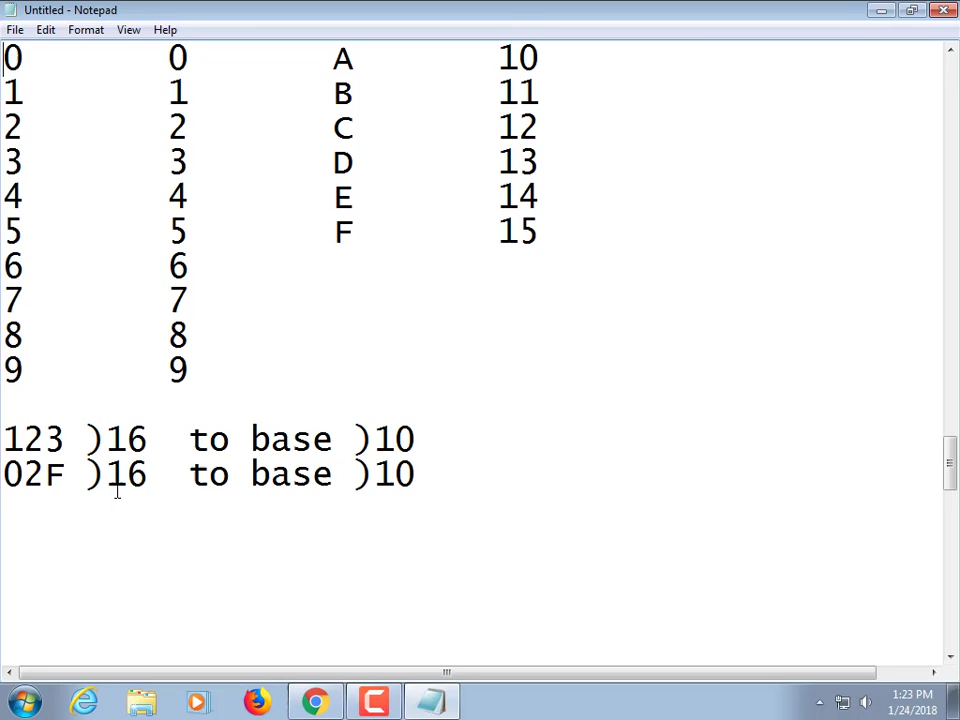 Untitled - Notepad
File Edit Format View Help
0 0 A 10
1 1 B 11
2 2 C 12
3 3 D 13
4 4 E 14
5 5 F 15
6 6
7 7
8 8
9 9
123 )16 to base )10
02F )16 to base )10
1:23 PM
1/24/2018